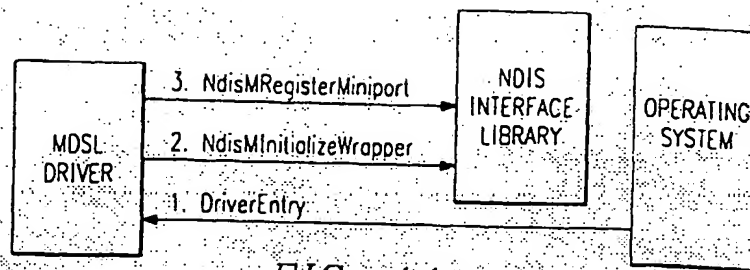 3. NdisMRegisterMiniport
NDIS
INTERFACE
LIBRARY
OPERATING
SYSTEM
MDSL
DRIVER
2. NdisMInitializeWrapper
1. DriverEntry